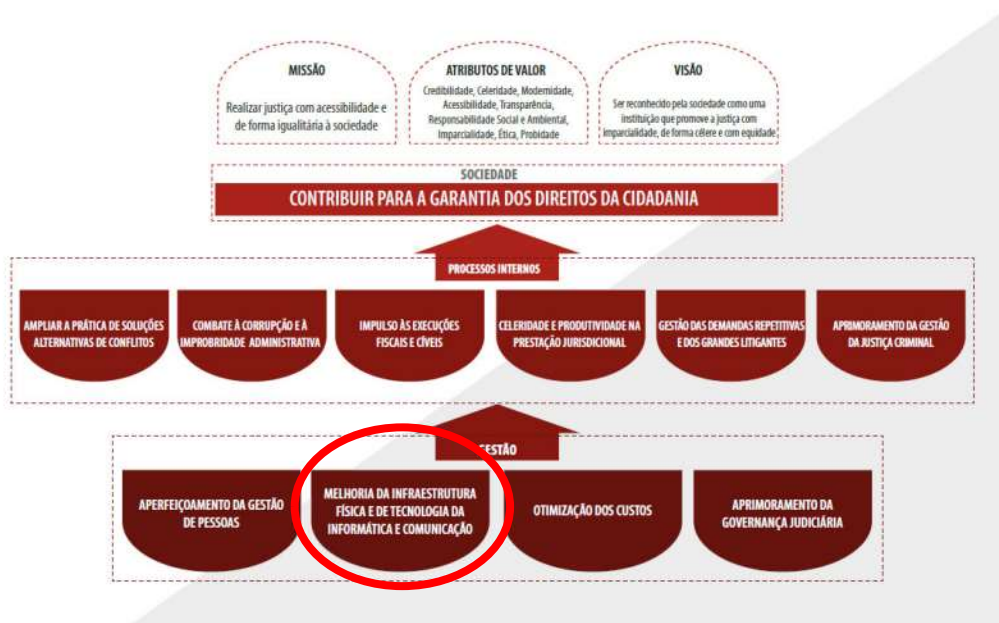 MISSÃO
Realizar justiça com acessibilidade e
de forma igualitària à sociedade
ATRIBUTOS DE VALOR
Credibilidade, Celeridade, Modernidade,
Acessibilidade, Transparência,
Responsabilidade Social e Ambiental,
Imparcialidade, Ética, Probidade
VISÃO
Ser reconhecido pela sociedade como uma
instituição que promove a justiça com
imparcialidade, de forma célere e com equidade.
SOCIEDADE
CONTRIBUIR PARA A GARANTIA DOS DIREITOS DA CIDADANIA
PROCESSOS INTERNOS
AMPLIAR A PRÁTICA DE SOLUÇÕES
ALTERNATIVAS DE CONFLITOS
COMBATE À CORRUPÇÃO E À
IMPROBRIDADE ADMINISTRATIVA
IMPULSO ÀS EXECUÇÕES
FISCAIS E CÍVEIS
CELERIDADE E PRODUTIVIDADE NA
PRESTAÇÃO JURISDICIONAL
GESTÃO DAS DEMANDAS REPETITIVAS
E DOS GRANDES LITIGANTES
APRIMORAMENTO DA GESTÃO
DA JUSTIÇA CRIMINAL
ESTÃO
APERFEIÇOAMENTO DA GESTÃO
DE PESSOAS
MELHORIA DA INFRAESTRUTURA
FÍSICA E DE TECNOLOGIA DA
INFORMÁTICA E COMUNICAÇÃO
OTIMIZAÇÃO DOS CUSTOS
APRIMORAMENTO DA
GOVERNANÇA JUDICIÁRIA